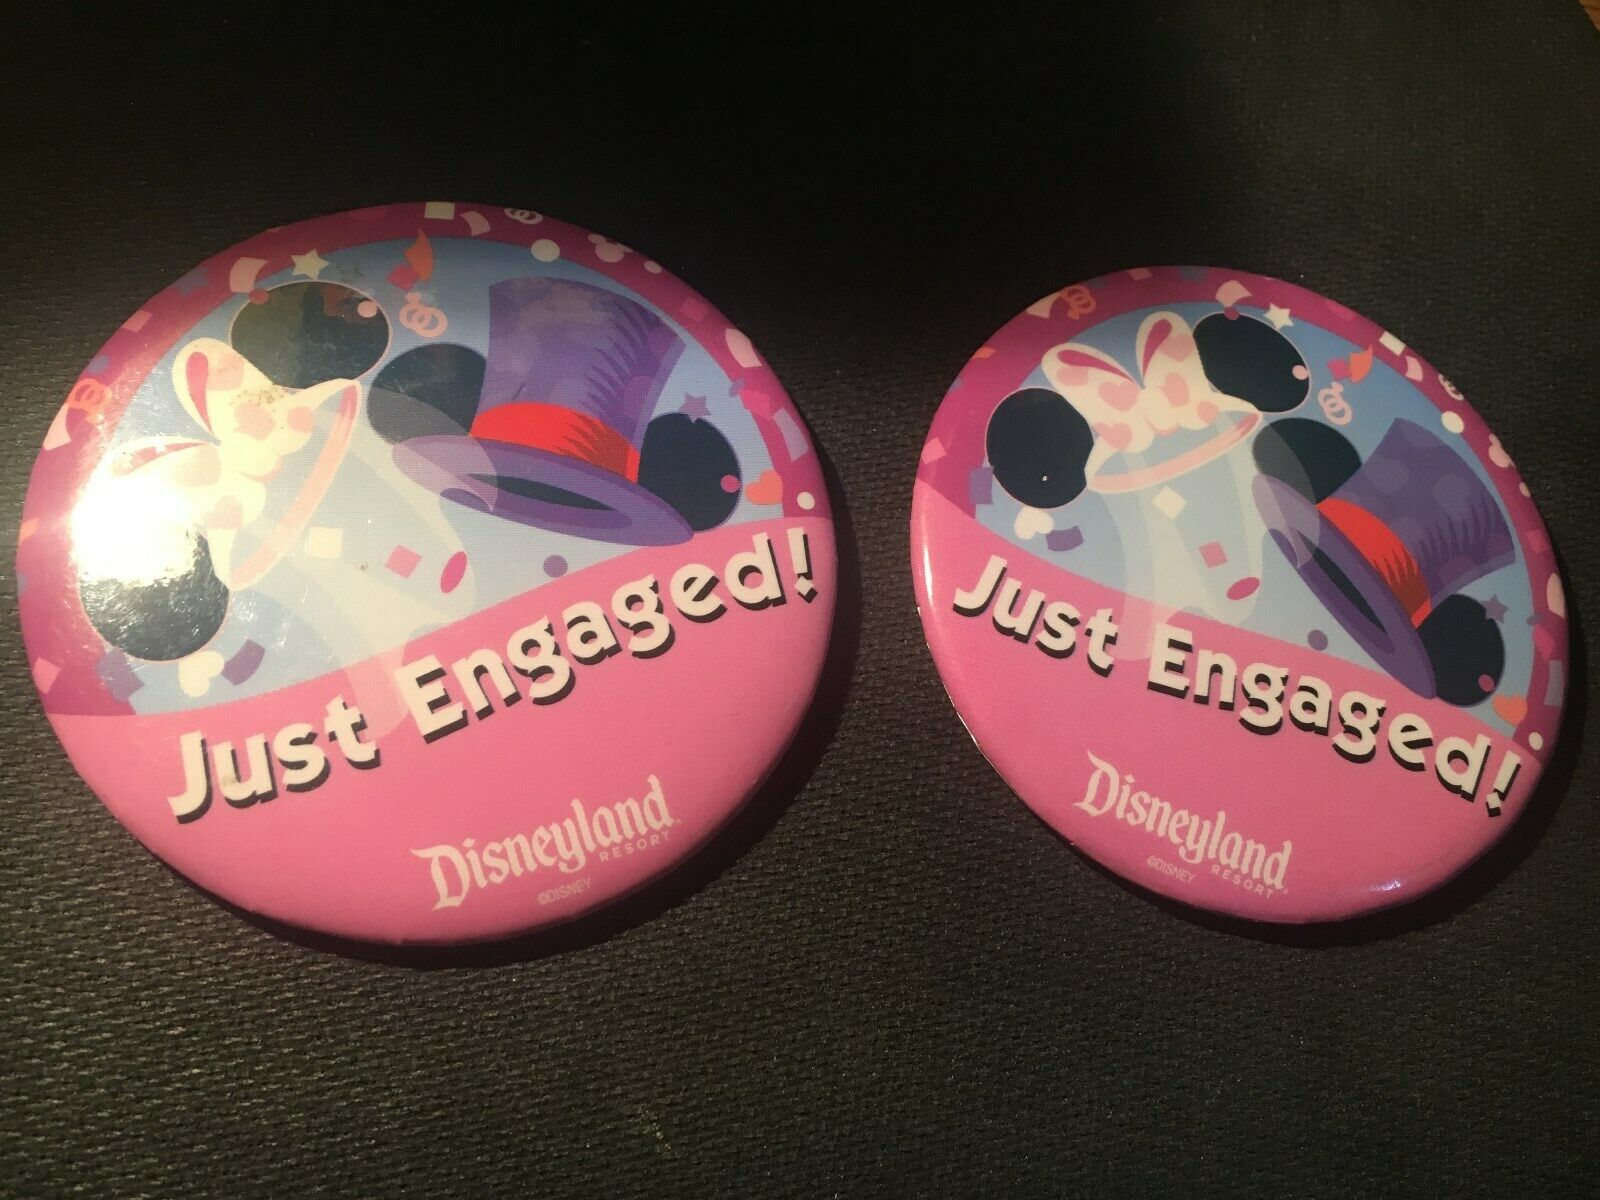 Just Engaged!
Disneyland
RESORT
©DISNEY
Just Engaged!
Disneyland
RESORT
©DISNEY